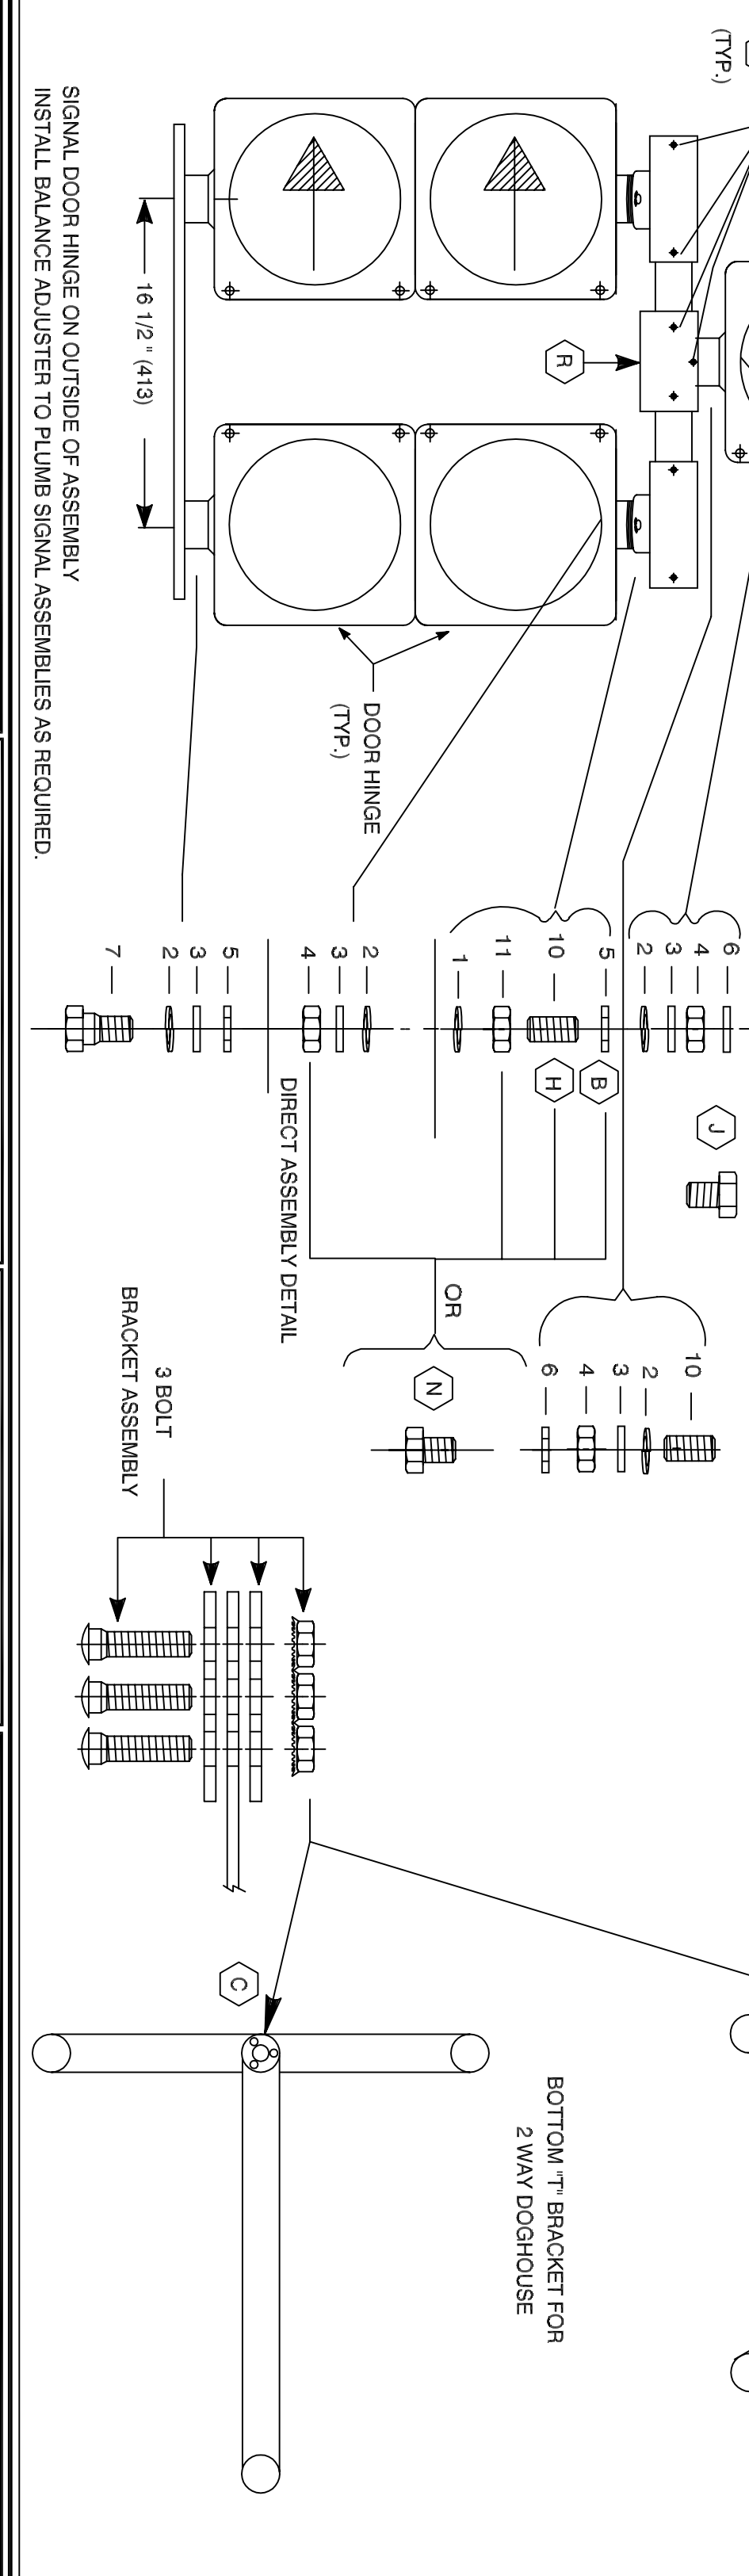 (TYP.)
R
16 1/2 " (413)
SIGNAL DOOR HINGE ON OUTSIDE OF ASSEMBLY
INSTALL BALANCE ADJUSTER TO PLUMB SIGNAL ASSEMBLIES AS REQUIRED.
DOOR HINGE
(TYP.)
6
4
3
2
5
10
11
1
2
3
4
5
3
2
7
J
B
H
DIRECT ASSEMBLY DETAIL
OR
N
10
2
3
4
6
3 BOLT
BRACKET ASSEMBLY
C
BOTTOM "T" BRACKET FOR
2 WAY DOGHOUSE